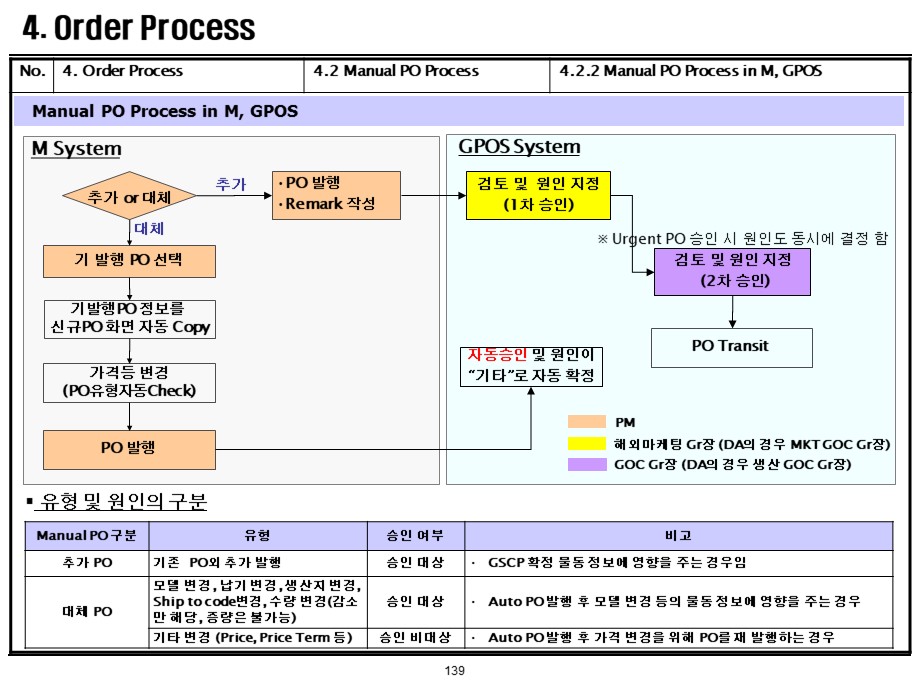 4. Order Process
No. 4. Order Process 4.2 Manual PO Process 4.2.2 Manual PO Process in M, GPOS
Manual PO Process in M, GPOS
M System
추가 or 대체
추가
대체
·PO 발행
·Remark 작성
기 발행 PO 선택
기발행PO 정보를
신규PO 화면 자동 Copy
가격등 변경
(PO유형자동Check)
PO 발행
GPOS System
검토 및 원인 지정
(1차 승인)
※ Urgent PO 승인 시 원인도 동시에 결정 함
검토 및 원인 지정
(2차 승인)
PO Transit
자동승인 및 원인이
“기타”로 자동 확정
PM
해외마케팅 Gr장 (DA의 경우 MKT GOC Gr장)
GOC Gr장 (DA의 경우 생산 GOC Gr장)
▪ 유형 및 원인의 구분
Manual PO 구분 유형 승인 여부 비고
추가 PO 기존 PO외 추가 발행 승인 대상 · GSCP 확정 물동 정보에 영향을 주는 경우임
대체 PO
모델 변경, 납기 변경, 생산지 변경,
Ship to code변경, 수량 변경(감소
만 해당, 증량은 불가능)
승인 대상 · Auto PO 발행 후 모델 변경 등의 물동 정보에 영향을 주는 경우
기타 변경 (Price, Price Term 등) 승인 비대상 · Auto PO 발행 후 가격 변경을 위해 PO를 재 발행하는 경우
139